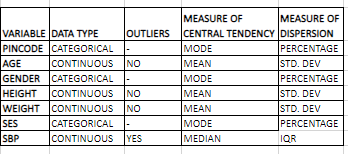 VARIABLE DATA TYPE OUTLIERS MEASURE OF CENTRAL TENDENCY MEASURE OF DISPERSION
PINCODE CATEGORICAL - MODE PERCENTAGE
AGE CONTINUOUS NO MEAN STD. DEV
GENDER CATEGORICAL - MODE PERCENTAGE
HEIGHT CONTINUOUS NO MEAN STD. DEV
WEIGHT CONTINUOUS NO MEAN STD. DEV
SES CATEGORICAL - MODE PERCENTAGE
SBP CONTINUOUS YES MEDIAN IQR